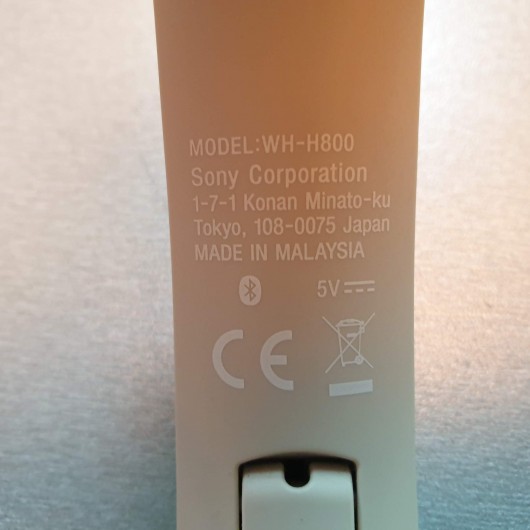 MODEL:WH-H800
Sony Corporation
1-7-1 Konan Minato-ku
Tokyo, 108-0075 Japan
MADE IN MALAYSIA
5V
CE